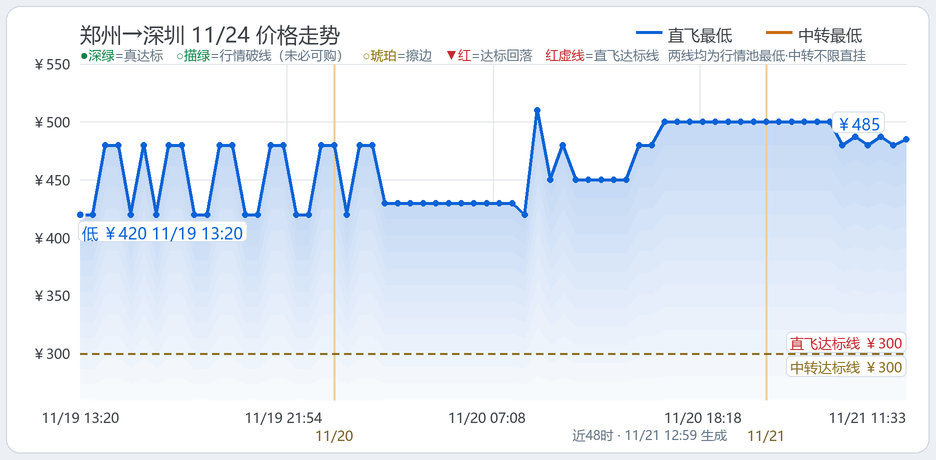 郑州→深圳 11/24 价格走势
直飞最低 中转最低
●深绿=真达标 ○描绿=行情破线（未必可购） ○琥珀=擦边 ▼红=达标回落 红虚线=直飞达标线 两线均为行情池最低·中转不限直挂
¥550
¥500
¥485
¥450
低 ¥420 11/19 13:20
¥400
¥350
直飞达标线 ¥300
¥300
中转达标线 ¥300
11/19 13:20 11/19 21:54 11/20 07:08 11/20 18:18 11/21 11:33
11/20 近48时 · 11/21 12:59 生成 11/21